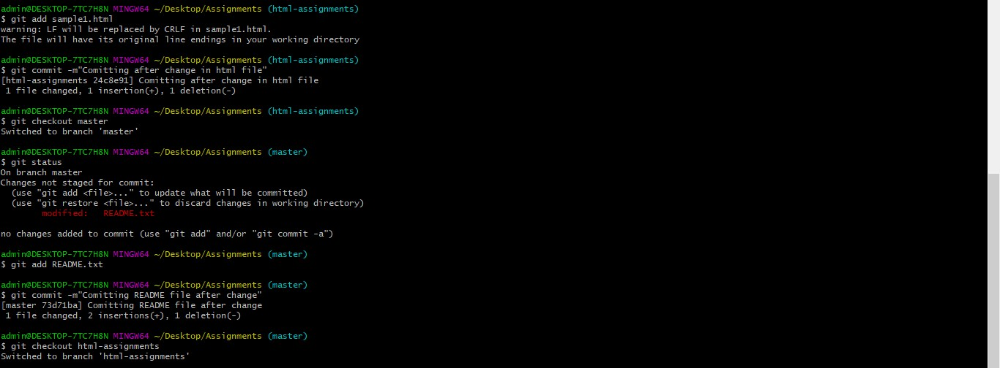 admin@DESKTOP-7TC7H8N MINGW64 ~/Desktop/Assignments (html-assignments)
$ git add sample1.html
warning: LF will be replaced by CRLF in sample1.html.
The file will have its original line endings in your working directory
admin@DESKTOP-7TC7H8N MINGW64 ~/Desktop/Assignments (html-assignments)
$ git commit -m"Comitting after change in html file"
[html-assignments 24c8e91] Comitting after change in html file
 1 file changed, 1 insertion(+), 1 deletion(-)
admin@DESKTOP-7TC7H8N MINGW64 ~/Desktop/Assignments (html-assignments)
$ git checkout master
Switched to branch 'master'
admin@DESKTOP-7TC7H8N MINGW64 ~/Desktop/Assignments (master)
$ git status
On branch master
Changes not staged for commit:
  (use "git add <file>..." to update what will be committed)
  (use "git restore <file>..." to discard changes in working directory)
        modified:   README.txt
no changes added to commit (use "git add" and/or "git commit -a")
admin@DESKTOP-7TC7H8N MINGW64 ~/Desktop/Assignments (master)
$ git add README.txt
admin@DESKTOP-7TC7H8N MINGW64 ~/Desktop/Assignments (master)
$ git commit -m"Comitting README file after change"
[master 73d71ba] Comitting README file after change
 1 file changed, 2 insertions(+), 1 deletion(-)
admin@DESKTOP-7TC7H8N MINGW64 ~/Desktop/Assignments (master)
$ git checkout html-assignments
Switched to branch 'html-assignments'